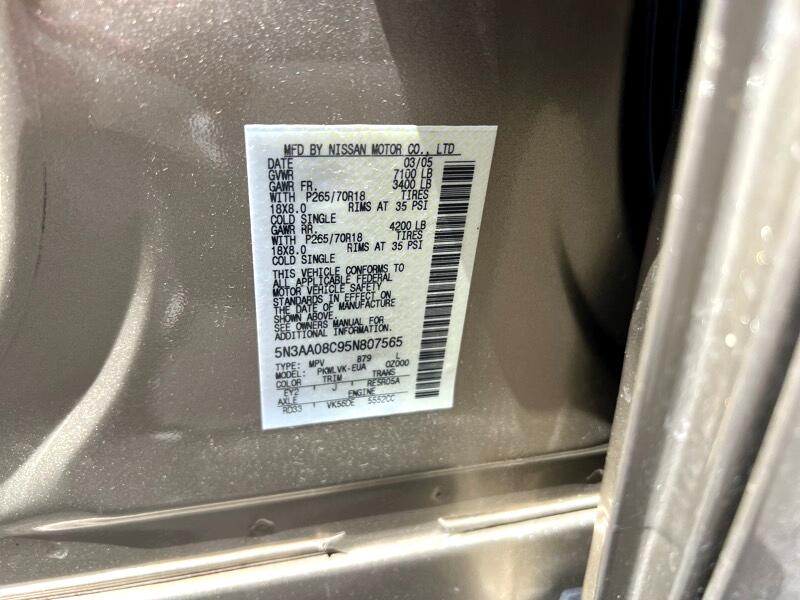 MFD BY NISSAN MOTOR CO., LTD
DATE 03/05
GVWR 7100 LB
GAWR FR. 3400 LB
WITH P265/70R18 TIRES
18X8.0 RIMS AT 35 PSI
COLD SINGLE
GAWR RR. 4200 LB
WITH P265/70R18 TIRES
18X8.0 RIMS AT 35 PSI
COLD SINGLE
THIS VEHICLE CONFORMS TO
ALL APPLICABLE FEDERAL
MOTOR VEHICLE SAFETY
STANDARDS IN EFFECT ON
THE DATE OF MANUFACTURE
SHOWN ABOVE.
SEE OWNERS MANUAL FOR
ADDITIONAL INFORMATION.
5N3AA08C95N807565
TYPE: MPV 879 L
MODEL: PKWLVK-EUA 0Z000
COLOR TRIM TRANS
EY2 J RE5R05A
AXLE ENGINE
RD33 VK56DE 5552CC